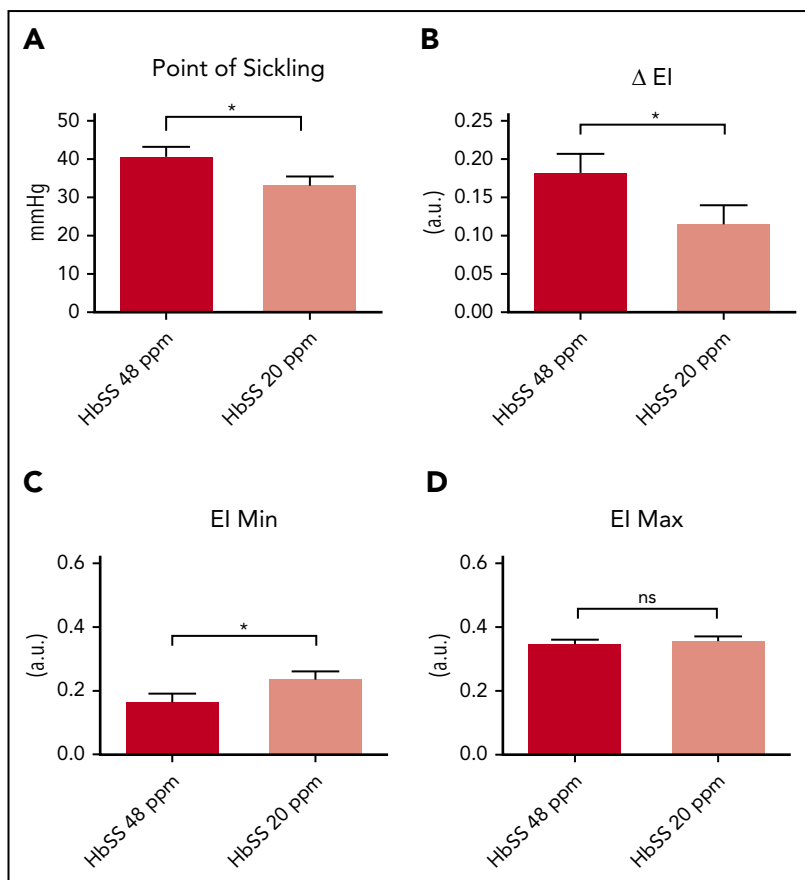 A
Point of Sickling
50
40
30
20
10
0
mmHg
*
HbSS 48 ppm
HbSS 20 ppm
B
Δ EI
0.25
0.20
0.15
0.10
0.05
0.00
(a.u.)
*
HbSS 48 ppm
HbSS 20 ppm
C
EI Min
0.6
0.4
0.2
0.0
(a.u.)
*
HbSS 48 ppm
HbSS 20 ppm
D
EI Max
0.6
0.4
0.2
0.0
(a.u.)
ns
HbSS 48 ppm
HbSS 20 ppm